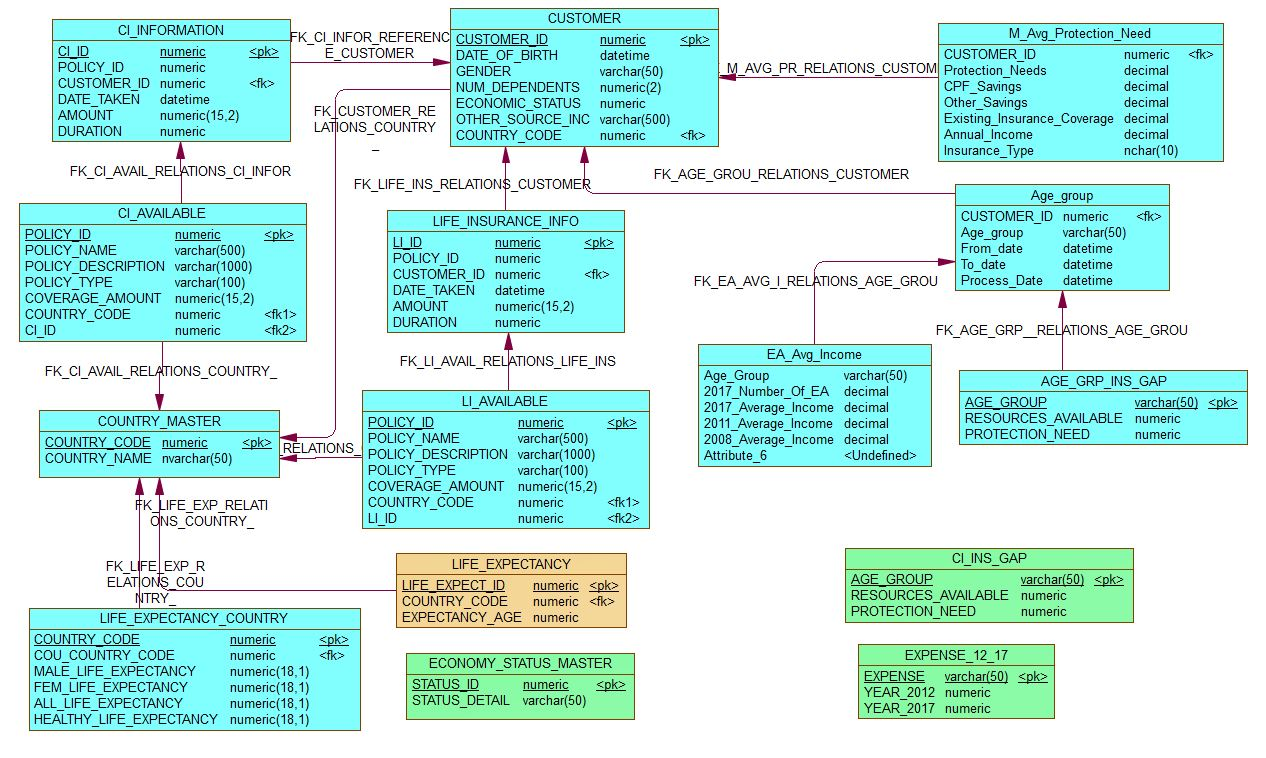 CI_INFORMATION
CI_ID numeric <pk>
POLICY_ID numeric
CUSTOMER_ID numeric <fk>
DATE_TAKEN datetime
AMOUNT numeric(15,2)
DURATION numeric
FK_CI_INFOR_REFERENC
E_CUSTOMER
CUSTOMER
CUSTOMER_ID numeric <pk>
DATE_OF_BIRTH datetime
GENDER varchar(50)
NUM_DEPENDENTS numeric(2)
ECONOMIC_STATUS numeric
OTHER_SOURCE_INC varchar(500)
COUNTRY_CODE numeric <fk>
_M_AVG_PR_RELATIONS_CUSTOM
M_Avg_Protection_Need
CUSTOMER_ID numeric <fk>
Protection_Needs decimal
CPF_Savings decimal
Other_Savings decimal
Existing_Insurance_Coverage decimal
Annual_Income decimal
Insurance_Type nchar(10)
FK_CUSTOMER_RE
LATIONS_COUNTRY
_
FK_CI_AVAIL_RELATIONS_CI_INFOR
FK_LIFE_INS_RELATIONS_CUSTOMER
FK_AGE_GROU_RELATIONS_CUSTOMER
CI_AVAILABLE
POLICY_ID numeric <pk>
POLICY_NAME varchar(500)
POLICY_DESCRIPTION varchar(1000)
POLICY_TYPE varchar(100)
COVERAGE_AMOUNT numeric(15,2)
COUNTRY_CODE numeric <fk1>
CI_ID numeric <fk2>
LIFE_INSURANCE_INFO
LI_ID numeric <pk>
POLICY_ID numeric
CUSTOMER_ID numeric <fk>
DATE_TAKEN datetime
AMOUNT numeric(15,2)
DURATION numeric
Age_group
CUSTOMER_ID numeric <fk>
Age_group varchar(50)
From_date datetime
To_date datetime
Process_Date datetime
FK_EA_AVG_I_RELATIONS_AGE_GROU
FK_AGE_GRP__RELATIONS_AGE_GROU
FK_CI_AVAIL_RELATIONS_COUNTRY_
FK_LI_AVAIL_RELATIONS_LIFE_INS
EA_Avg_Income
Age_Group varchar(50)
2017_Number_Of_EA decimal
2017_Average_Income decimal
2011_Average_Income decimal
2008_Average_Income decimal
Attribute_6 <Undefined>
AGE_GRP_INS_GAP
AGE_GROUP varchar(50) <pk>
RESOURCES_AVAILABLE numeric
PROTECTION_NEED numeric
COUNTRY_MASTER
COUNTRY_CODE numeric <pk>
COUNTRY_NAME nvarchar(50)
_RELATIONS_
LI_AVAILABLE
POLICY_ID numeric <pk>
POLICY_NAME varchar(500)
POLICY_DESCRIPTION varchar(1000)
POLICY_TYPE varchar(100)
COVERAGE_AMOUNT numeric(15,2)
COUNTRY_CODE numeric <fk1>
LI_ID numeric <fk2>
FK_LIFE_EXP_RELATI
ONS_COUNTRY_
FK_LIFE_EXP_R
ELATIONS_COU
NTRY_
LIFE_EXPECTANCY
LIFE_EXPECT_ID numeric <pk>
COUNTRY_CODE numeric <fk>
EXPECTANCY_AGE numeric
CI_INS_GAP
AGE_GROUP varchar(50) <pk>
RESOURCES_AVAILABLE numeric
PROTECTION_NEED numeric
LIFE_EXPECTANCY_COUNTRY
COUNTRY_CODE numeric <pk>
COU_COUNTRY_CODE numeric <fk>
MALE_LIFE_EXPECTANCY numeric(18,1)
FEM_LIFE_EXPECTANCY numeric(18,1)
ALL_LIFE_EXPECTANCY numeric(18,1)
HEALTHY_LIFE_EXPECTANCY numeric(18,1)
ECONOMY_STATUS_MASTER
STATUS_ID numeric <pk>
STATUS_DETAIL varchar(50)
EXPENSE_12_17
EXPENSE varchar(50) <pk>
YEAR_2012 numeric
YEAR_2017 numeric